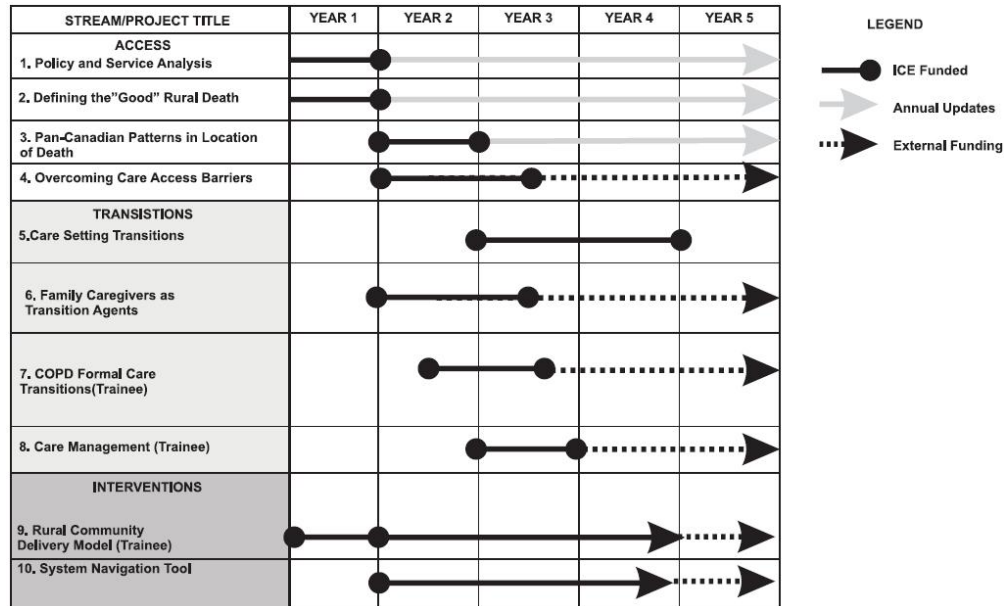 STREAM/PROJECT TITLE YEAR 1 YEAR 2 YEAR 3 YEAR 4 YEAR 5
ACCESS
1. Policy and Service Analysis
2. Defining the"Good" Rural Death
3. Pan-Canadian Patterns in Location
of Death
4. Overcoming Care Access Barriers
TRANSISTIONS
5.Care Setting Transitions
6. Family Caregivers as
Transition Agents
7. COPD Formal Care
Transitions(Trainee)
8. Care Management (Trainee)
INTERVENTIONS
9. Rural Community
Delivery Model (Trainee)
10. System Navigation Tool
LEGEND
ICE Funded
Annual Updates
External Funding